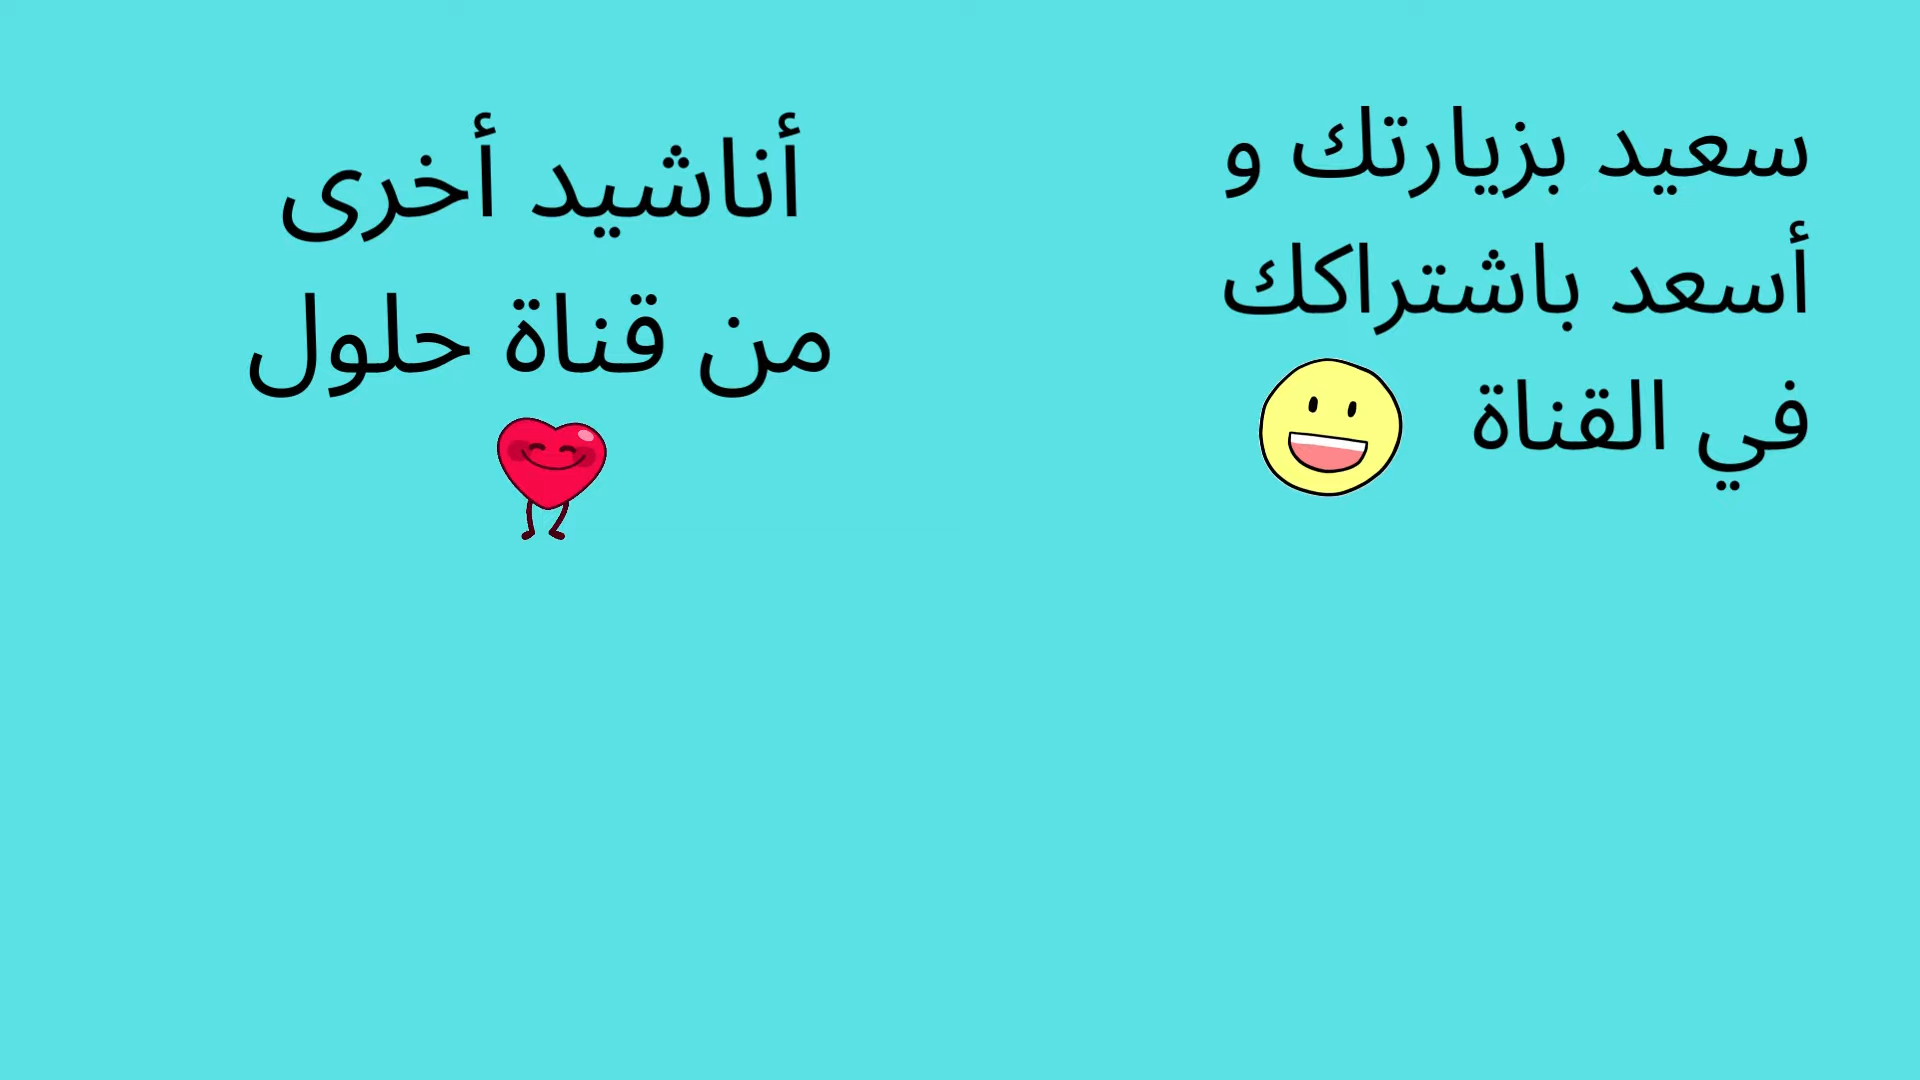 سعيد بزيارتك و
أسعد باشتراكك
في القناة
أناشيد أخرى
من قناة حلول